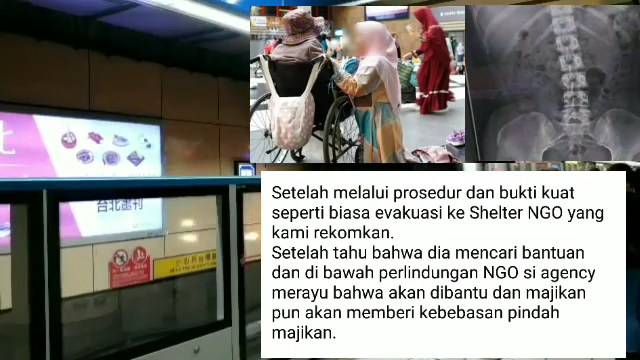 台北週刊
Setelah melalui prosedur dan bukti kuat
seperti biasa evakuasi ke Shelter NGO yang
kami rekomkan.
Setelah tahu bahwa dia mencari bantuan
dan di bawah perlindungan NGO si agency
merayu bahwa akan dibantu dan majikan
pun akan memberi kebebasan pindah
majikan.